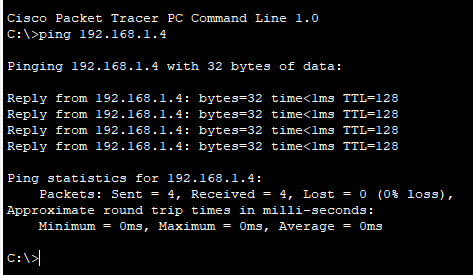 Cisco Packet Tracer PC Command Line 1.0
C:\>ping 192.168.1.4
Pinging 192.168.1.4 with 32 bytes of data:
Reply from 192.168.1.4: bytes=32 time<1ms TTL=128
Reply from 192.168.1.4: bytes=32 time<1ms TTL=128
Reply from 192.168.1.4: bytes=32 time<1ms TTL=128
Reply from 192.168.1.4: bytes=32 time<1ms TTL=128
Ping statistics for 192.168.1.4:
    Packets: Sent = 4, Received = 4, Lost = 0 (0% loss),
Approximate round trip times in milli-seconds:
    Minimum = 0ms, Maximum = 0ms, Average = 0ms
C:\>